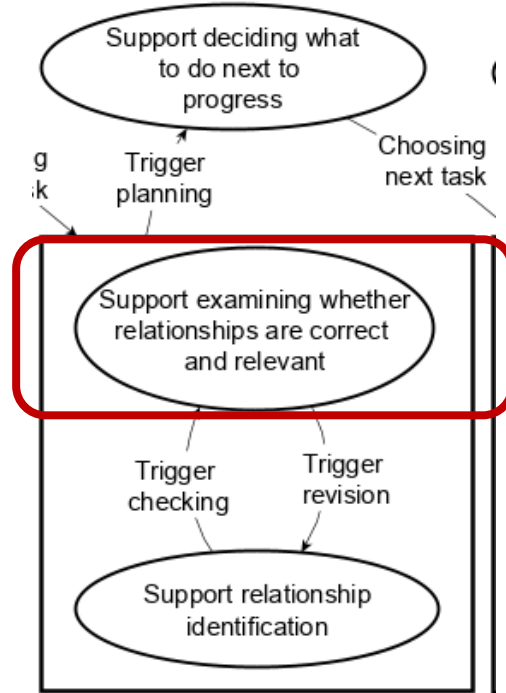 Support deciding what
to do next to
progress
g
k
Trigger
planning
Choosing
next task
Support examining whether
relationships are correct
and relevant
Trigger
checking
Trigger
revision
Support relationship
identification